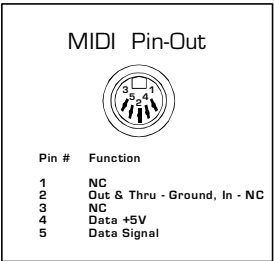 MIDI Pin-Out
3 1
5 4
2
Pin # Function
1 NC
2 Out & Thru - Ground, In - NC
3 NC
4 Data +5V
5 Data Signal